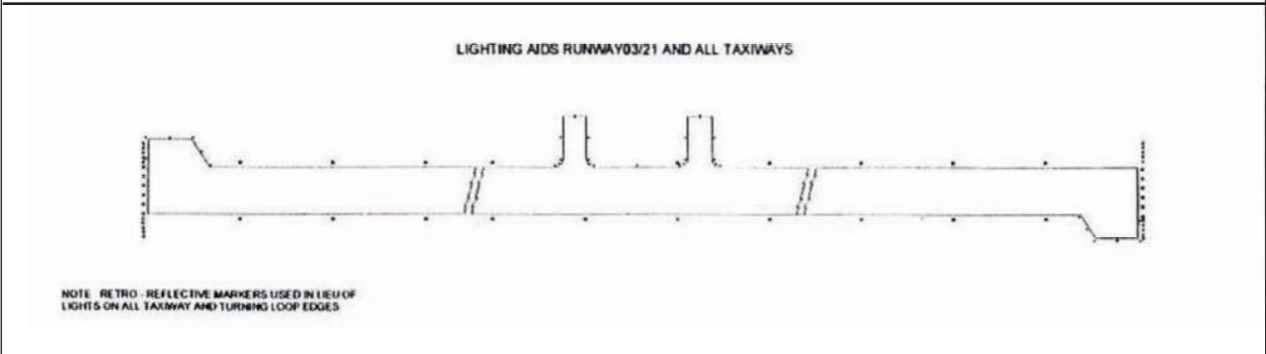 LIGHTING AIDS RUNWAY03/21 AND ALL TAXIWAYS
NOTE RETRO - REFLECTIVE MARKERS USED IN LIEU OF
LIGHTS ON ALL TAXIWAY AND TURNING LOOP EDGES